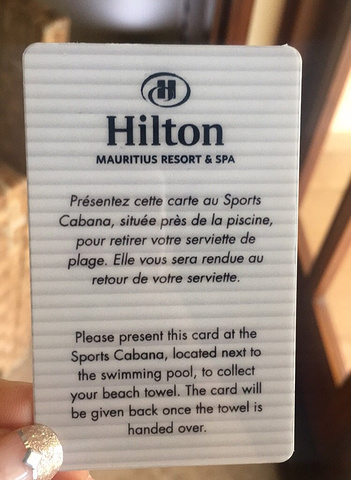 H
Hilton
MAURITIUS RESORT & SPA
Présentez cette carte au Sports
Cabana, située près de la piscine,
pour retirer votre serviette de
plage. Elle vous sera rendue au
retour de votre serviette.
Please present this card at the
Sports Cabana, located next to
the swimming pool, to collect
your beach towel. The card will
be given back once the towel is
handed over.